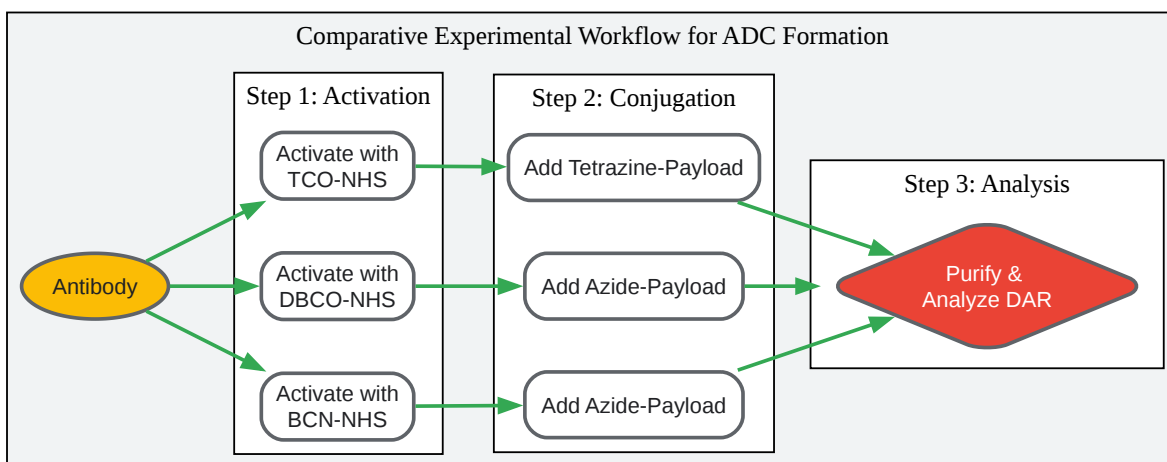 Comparative Experimental Workflow for ADC Formation
Step 1: Activation
Step 2: Conjugation
Step 3: Analysis
Antibody
Activate with
TCO-NHS
Add Tetrazine-Payload
Activate with
DBCO-NHS
Add Azide-Payload
Activate with
BCN-NHS
Add Azide-Payload
Purify &
Analyze DAR